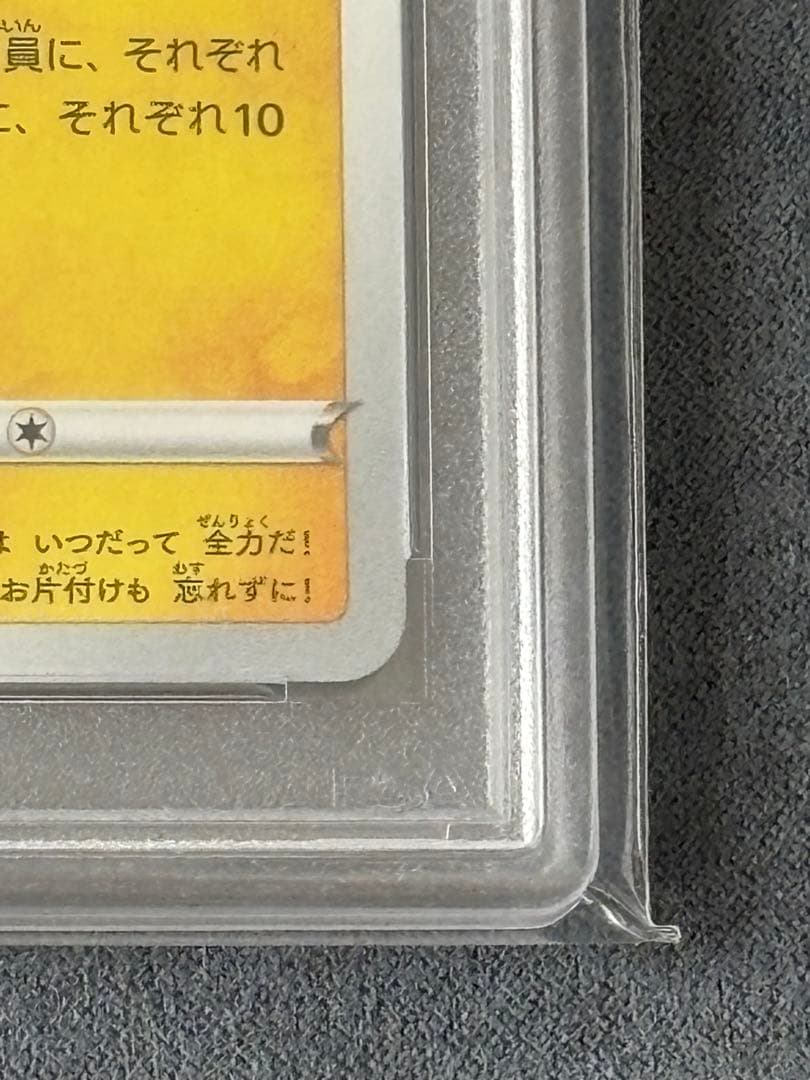 員に、それぞれ
に、それぞれ10
いつだって 全力だ!
お片付けも 忘れずに!